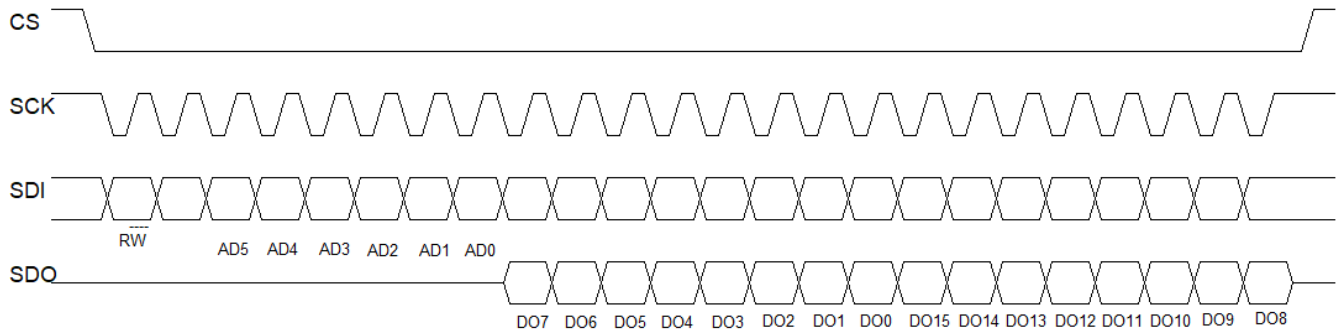 CS
SCK
SDI
RW
AD5 AD4 AD3 AD2 AD1 AD0
SDO
DO7 DO6 DO5 DO4 DO3 DO2 DO1 DO0 DO15 DO14 DO13 DO12 DO11 DO10 DO9 DO8